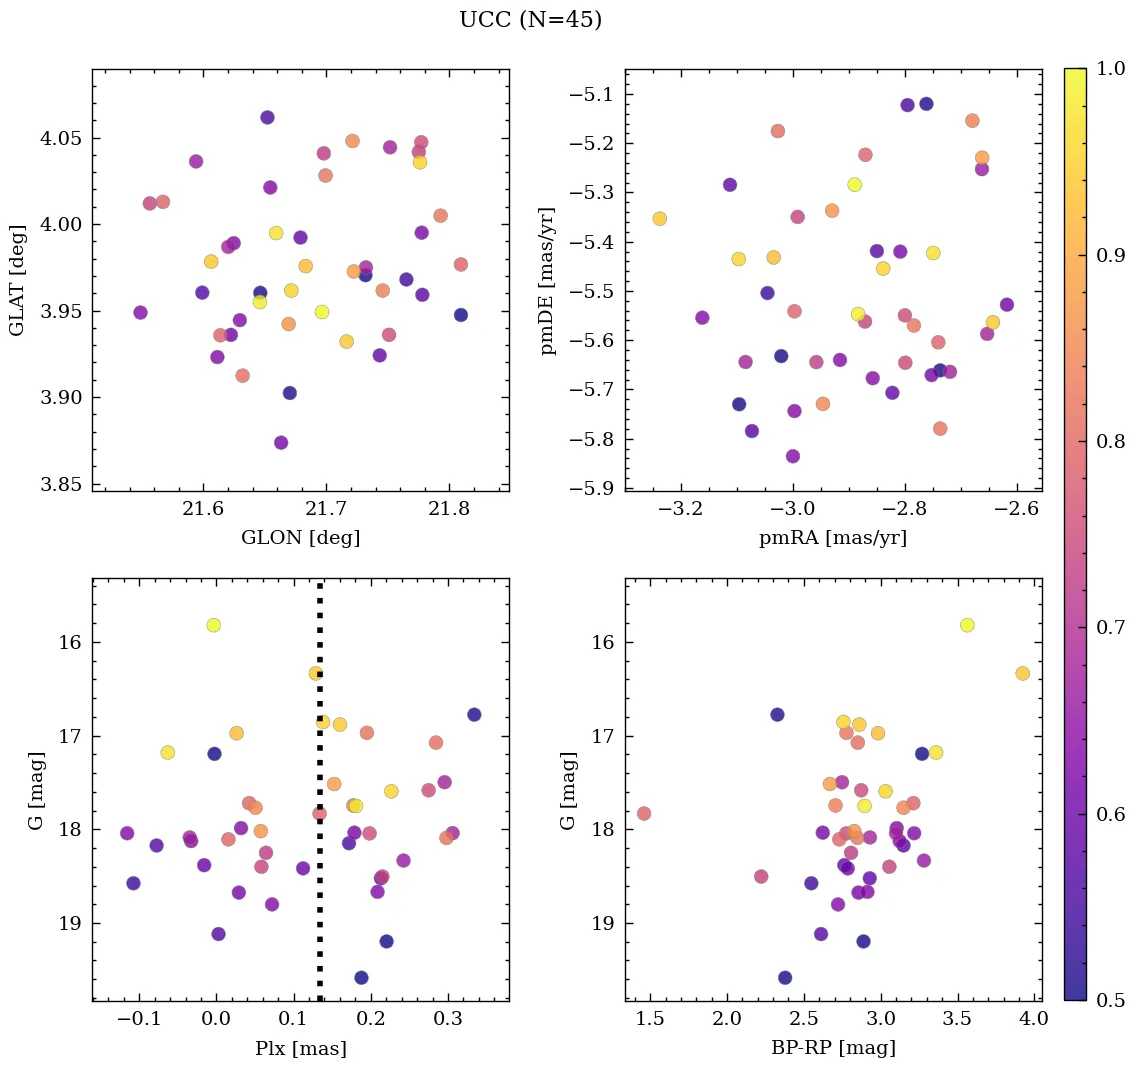 UCC (N=45)
4.05
4.00
3.95
3.90
3.85
GLAT [deg]
21.6 21.7 21.8
GLON [deg]
−5.1
−5.2
−5.3
−5.4
−5.5
−5.6
−5.7
−5.8
−5.9
pmDE [mas/yr]
−3.2 −3.0 −2.8 −2.6
pmRA [mas/yr]
16
17
18
19
G [mag]
−0.1 0.0 0.1 0.2 0.3
Plx [mas]
16
17
18
19
G [mag]
1.5 2.0 2.5 3.0 3.5 4.0
BP-RP [mag]
1.0
0.9
0.8
0.7
0.6
0.5